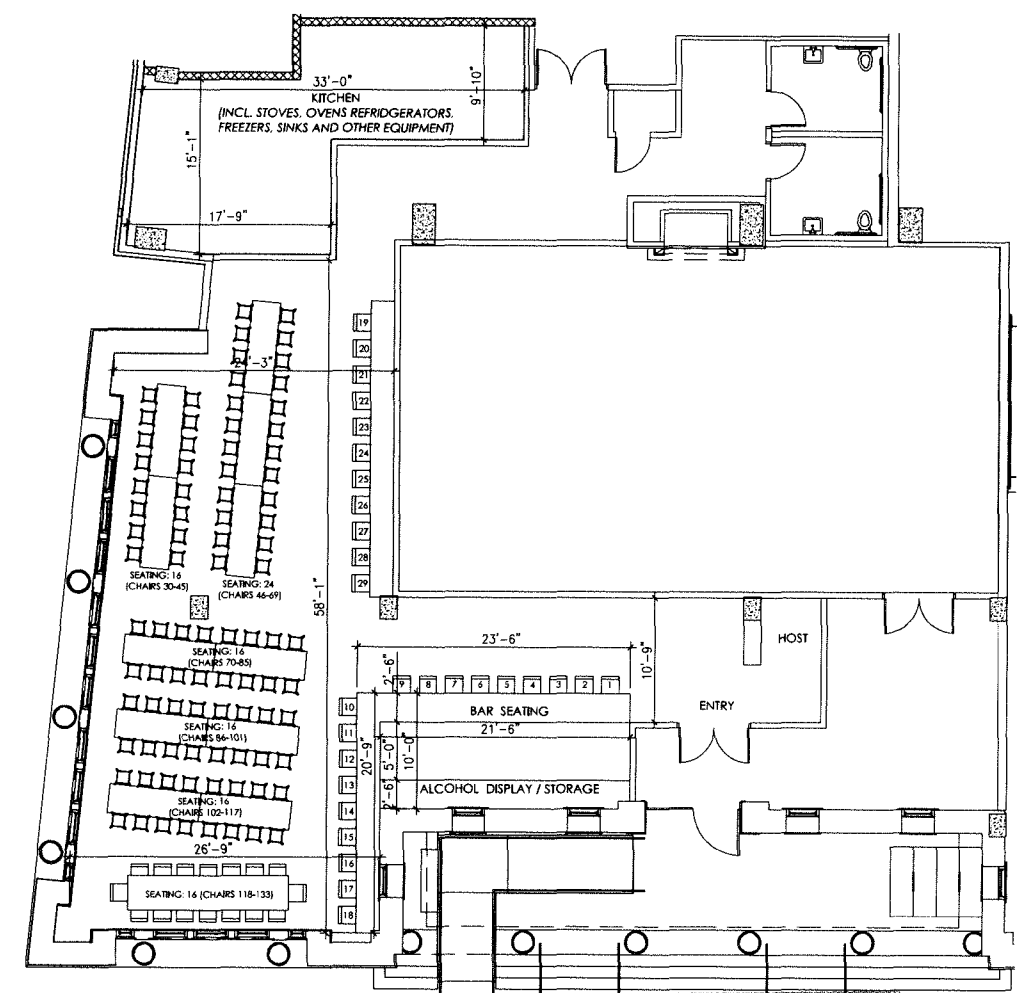 33'-0"
KITCHEN
(INCL. STOVES, OVENS REFRIDGERATORS,
FREEZERS, SINKS AND OTHER EQUIPMENT)
9'-10"
15'-1"
17'-9"
19
20
21
22
23
24
25
26
27
28
29
SEATING: 16
(CHAIRS 30-45)
SEATING: 24
(CHAIRS 46-69)
58'-1"
SEATING: 16
(CHAIRS 70-85)
SEATING: 16
(CHAIRS 86-101)
SEATING: 16
(CHAIRS 102-117)
26'-9"
SEATING: 16 (CHAIRS 118-133)
23'-6"
2'-6"
9
8
7
6
5
4
3
2
1
BAR SEATING
21'-6"
20'-9"
5'-0"
10'-0"
ALCOHOL DISPLAY / STORAGE
10
11
12
13
14
15
16
17
18
10'-9"
HOST
ENTRY